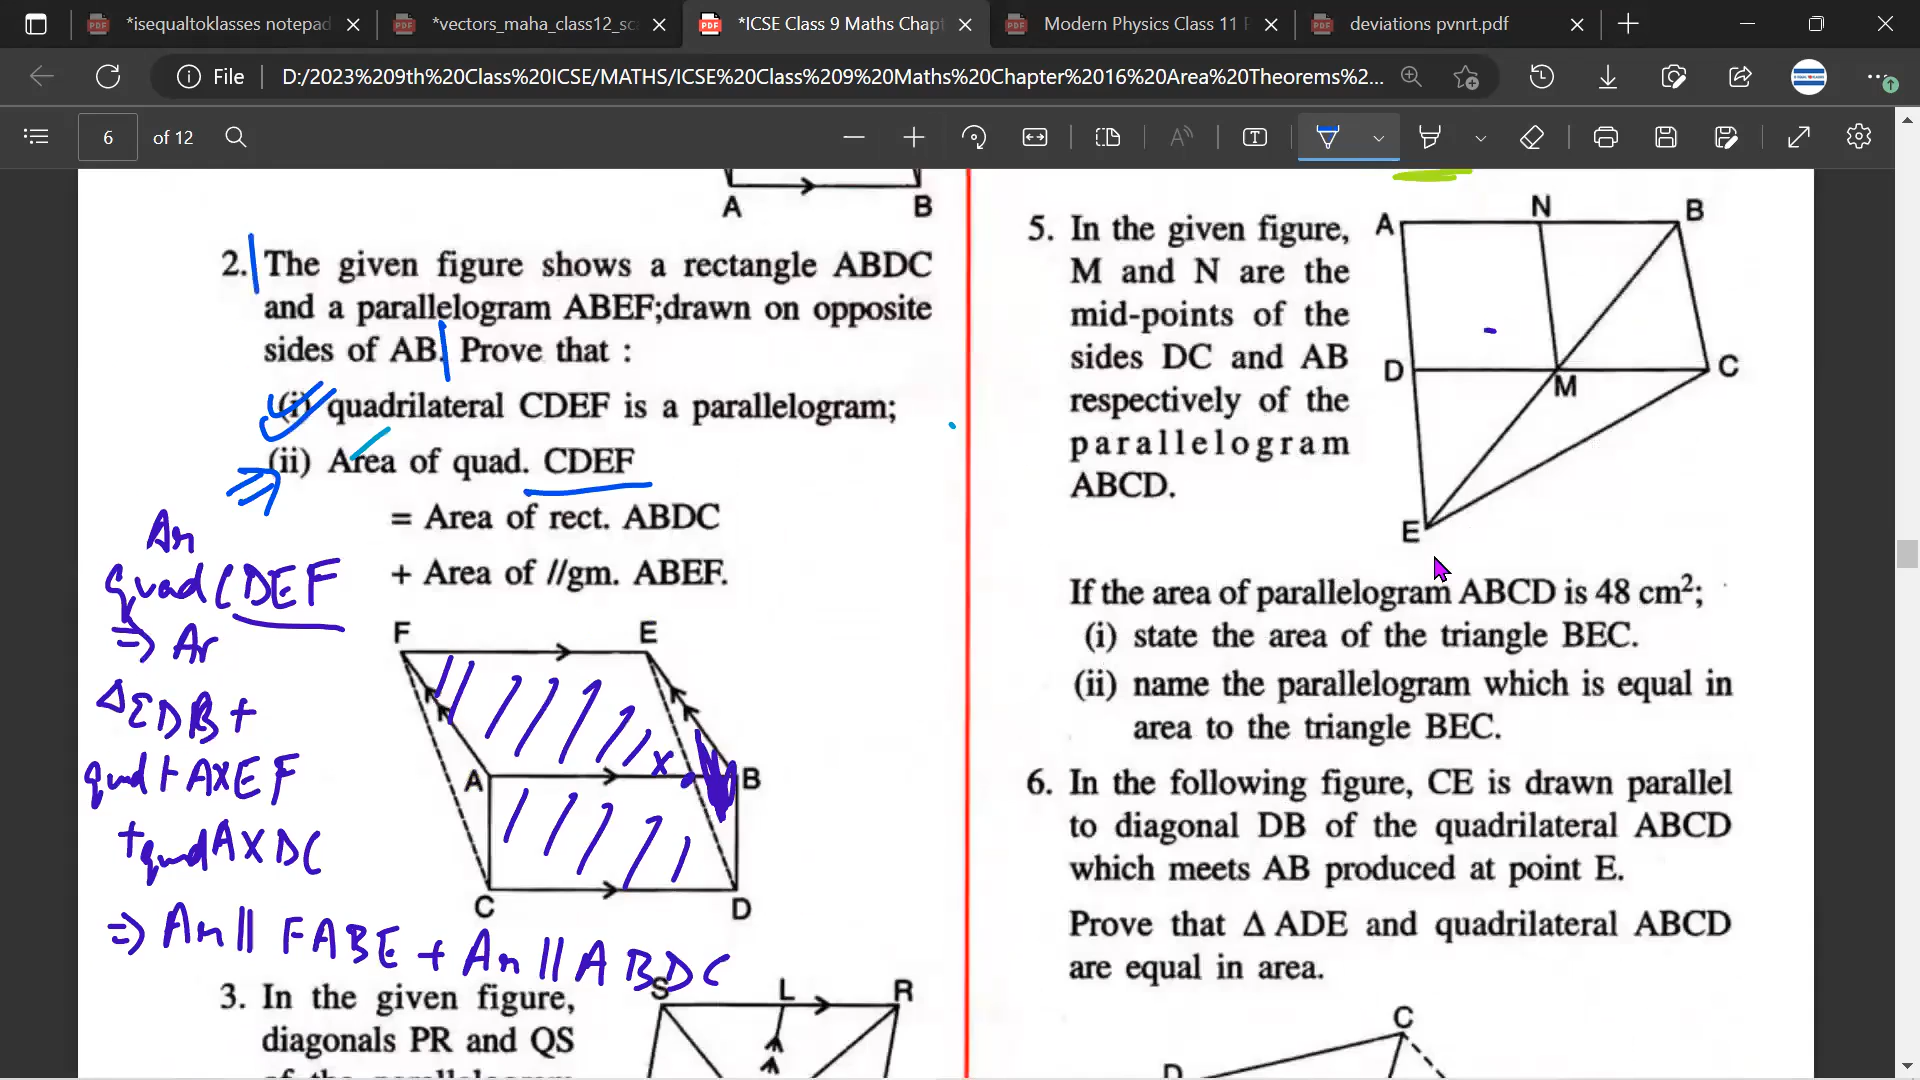 *isequaltoklasses notepad
*vectors_maha_class12_sca
*ICSE Class 9 Maths Chapt
Modern Physics Class 11 P
deviations pvnrt.pdf
File
D:/2023%209th%20Class%20ICSE/MATHS/ICSE%20Class%209%20Maths%20Chapter%2016%20Area%20Theorems%2...
6 of 12
A B
2. The given figure shows a rectangle ABDC
and a parallelogram ABEF;drawn on opposite
sides of AB. Prove that :
(i) quadrilateral CDEF is a parallelogram;
(ii) Area of quad. CDEF
= Area of rect. ABDC
+ Area of //gm. ABEF.
Ar
quad CDEF
⇒ Ar
Δ EDB +
quad AXEF
+ quad AXDC
⇒ Ar || FABE + Ar || ABDC
F E
x
A B
C D
3. In the given figure,
diagonals PR and QS
S L R
5. In the given figure,
M and N are the
mid-points of the
sides DC and AB
respectively of the
parallelogram
ABCD.
A N B
D M C
E
If the area of parallelogram ABCD is 48 cm²;
(i) state the area of the triangle BEC.
(ii) name the parallelogram which is equal in
area to the triangle BEC.
6. In the following figure, CE is drawn parallel
to diagonal DB of the quadrilateral ABCD
which meets AB produced at point E.
Prove that Δ ADE and quadrilateral ABCD
are equal in area.
C
D